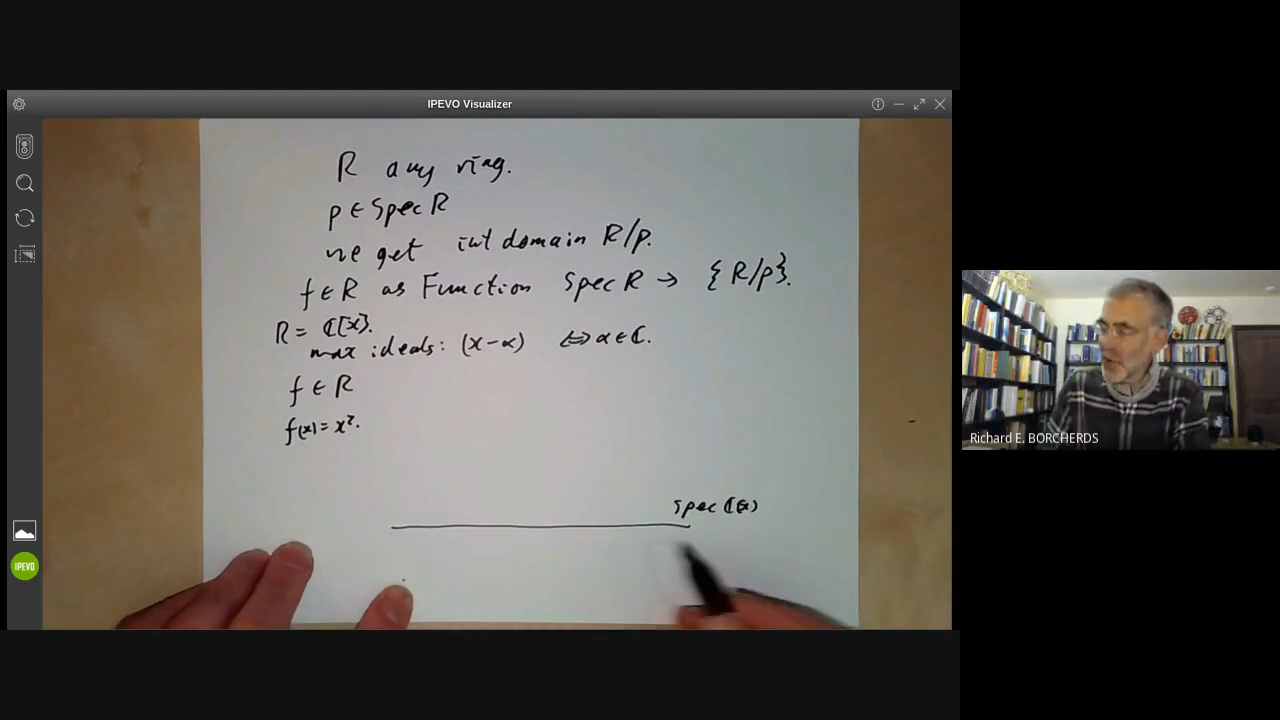 IPEVO Visualizer
R any ring.
p ∈ Spec R
we get int domain R/p.
f ∈ R as Function Spec R → {R/p}.
R = ℂ[x].
max ideals: (x-α) ⇔ α ∈ ℂ.
f ∈ R
f(x) = x².
Spec ℂ[x]
IPEVO
Richard E. BORCHERDS